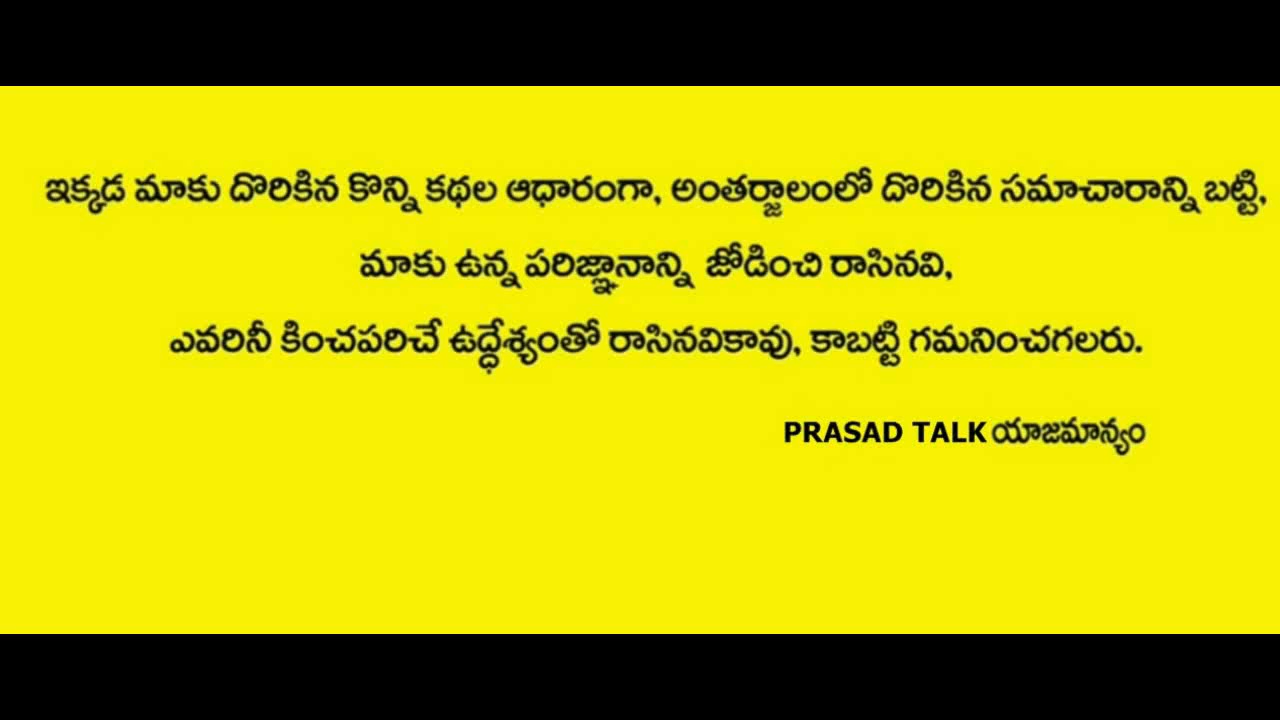 ఇక్కడ మాకు దొరికిన కొన్ని కథల ఆధారంగా, అంతర్జాలంలో దొరికిన సమాచారాన్ని బట్టి,
మాకు ఉన్న పరిజ్ఞానాన్ని జోడించి రాసినవి,
ఎవరినీ కించపరిచే ఉద్ధేశ్యంతో రాసినవికావు, కాబట్టి గమనించగలరు.
PRASAD TALK యాజమాన్యం